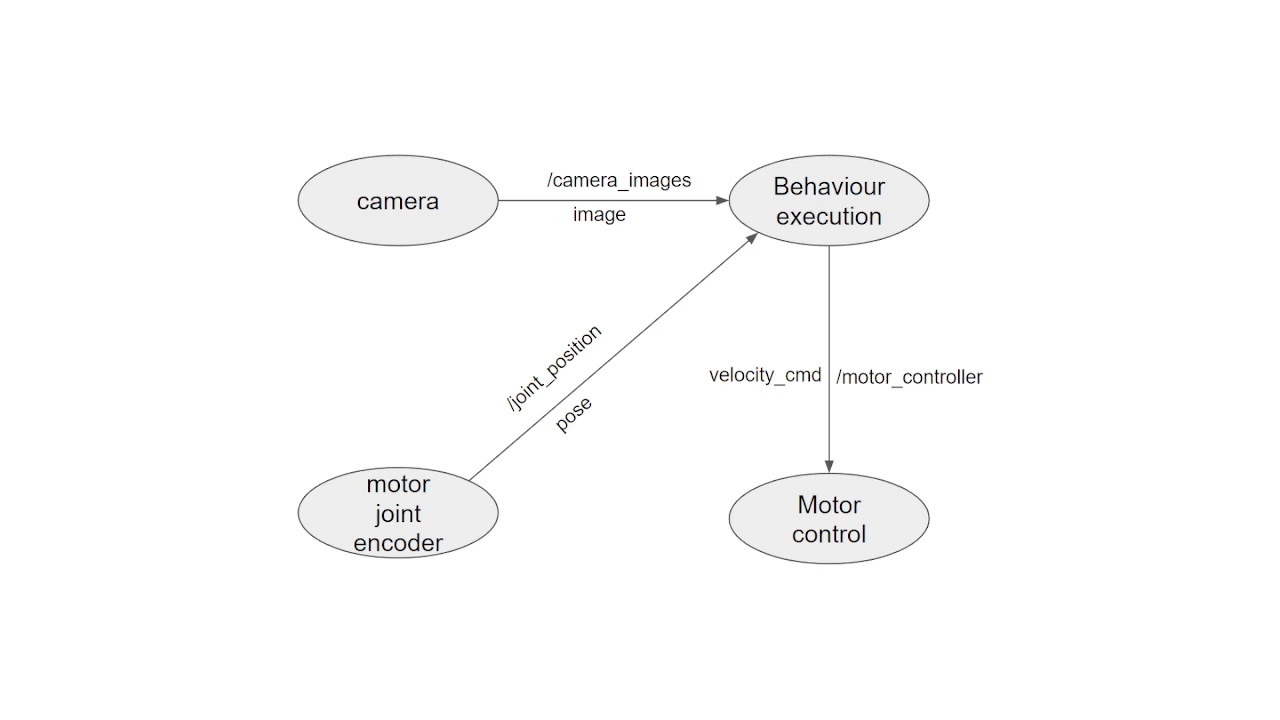 camera
/camera_images
image
Behaviour
execution
/joint_position
pose
velocity_cmd
/motor_controller
motor
joint
encoder
Motor
control